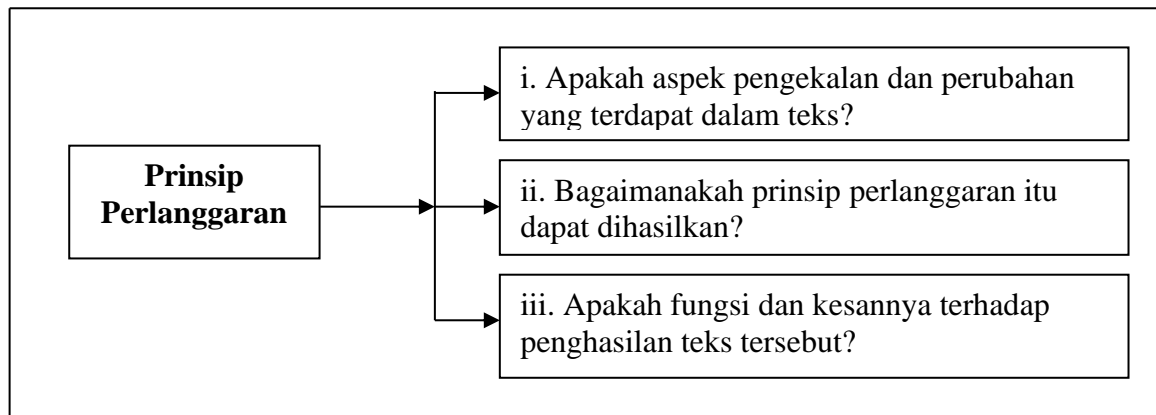 Prinsip
Perlanggaran
i. Apakah aspek pengekalan dan perubahan
yang terdapat dalam teks?
ii. Bagaimanakah prinsip perlanggaran itu
dapat dihasilkan?
iii. Apakah fungsi dan kesannya terhadap
penghasilan teks tersebut?